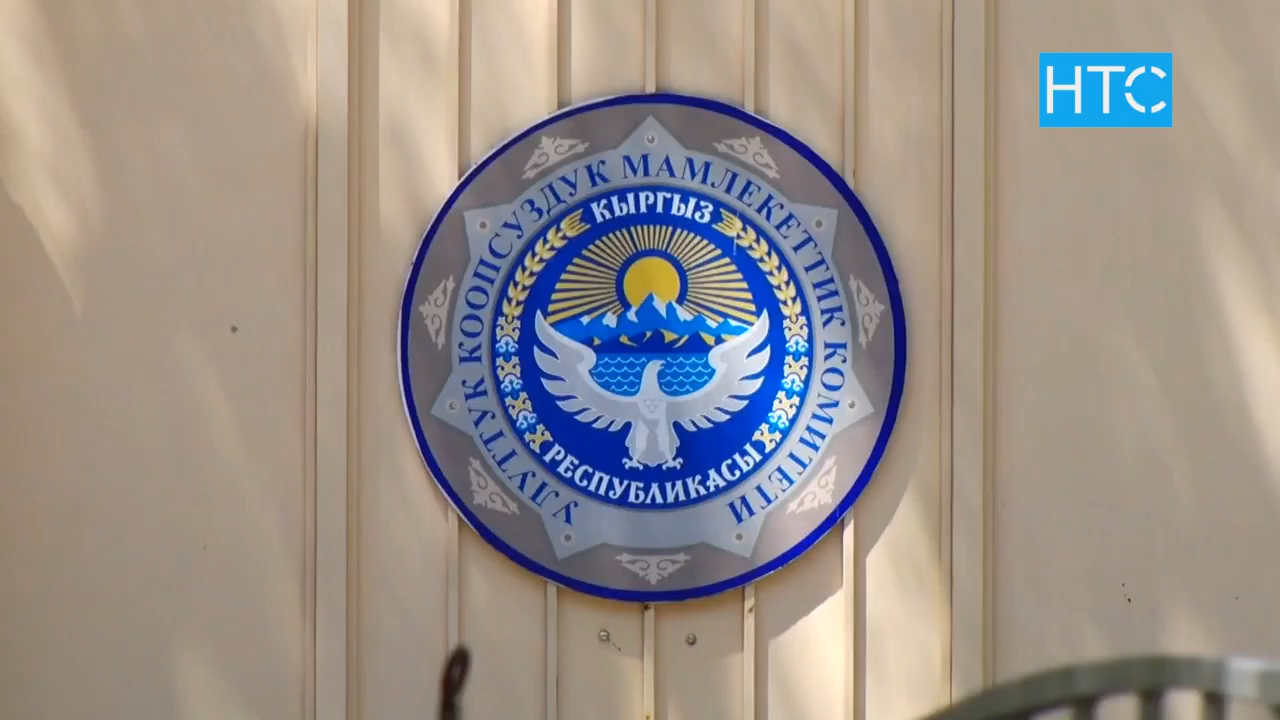 НТС
УЛУТТУК КООПСУЗДУК МАМЛЕКЕТТИК КОМИТЕТИ
КЫРГЫЗ
РЕСПУБЛИКАСЫ